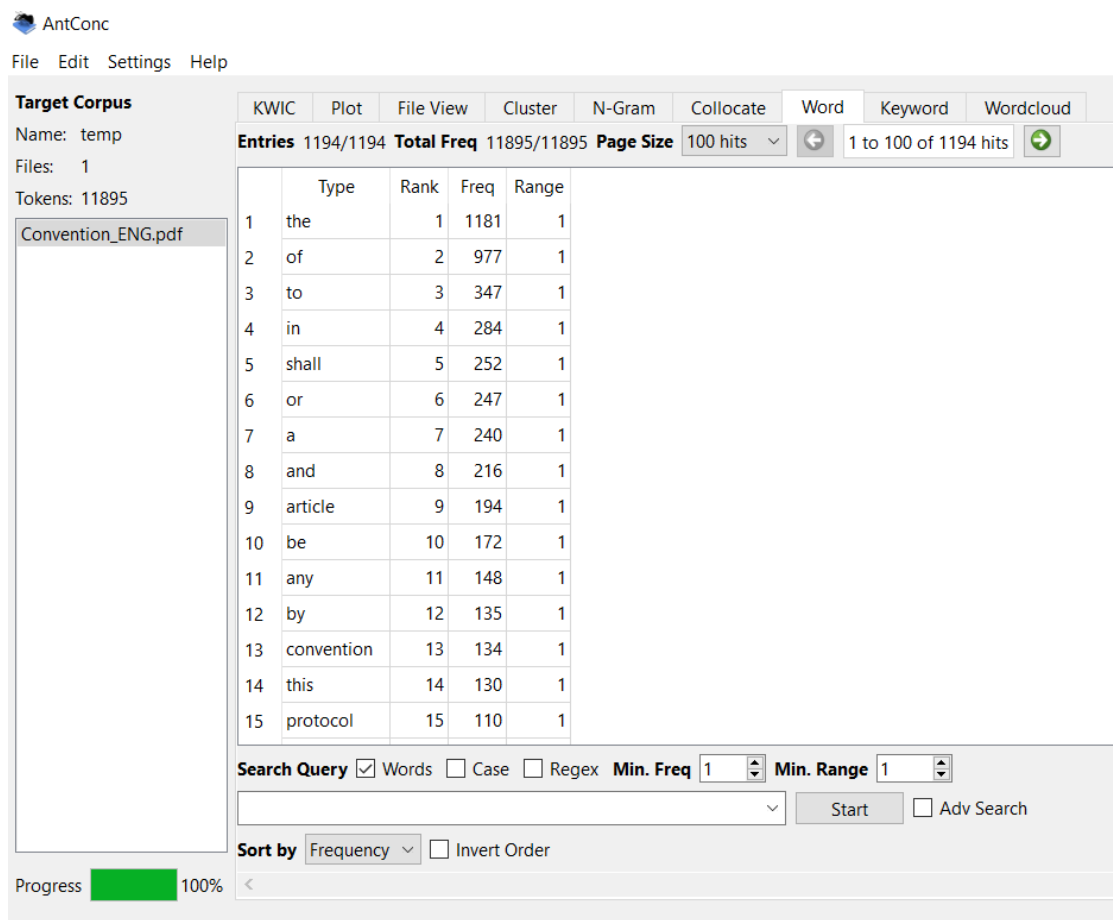 AntConc
File Edit Settings Help
Target Corpus
Name: temp
Files: 1
Tokens: 11895
Convention_ENG.pdf
Progress 100%
KWIC Plot File View Cluster N-Gram Collocate Word Keyword Wordcloud
Entries 1194/1194 Total Freq 11895/11895 Page Size 100 hits 1 to 100 of 1194 hits
Type Rank Freq Range
1 the 1 1181 1
2 of 2 977 1
3 to 3 347 1
4 in 4 284 1
5 shall 5 252 1
6 or 6 247 1
7 a 7 240 1
8 and 8 216 1
9 article 9 194 1
10 be 10 172 1
11 any 11 148 1
12 by 12 135 1
13 convention 13 134 1
14 this 14 130 1
15 protocol 15 110 1
Search Query Words Case Regex Min. Freq 1 Min. Range 1
Start Adv Search
Sort by Frequency Invert Order